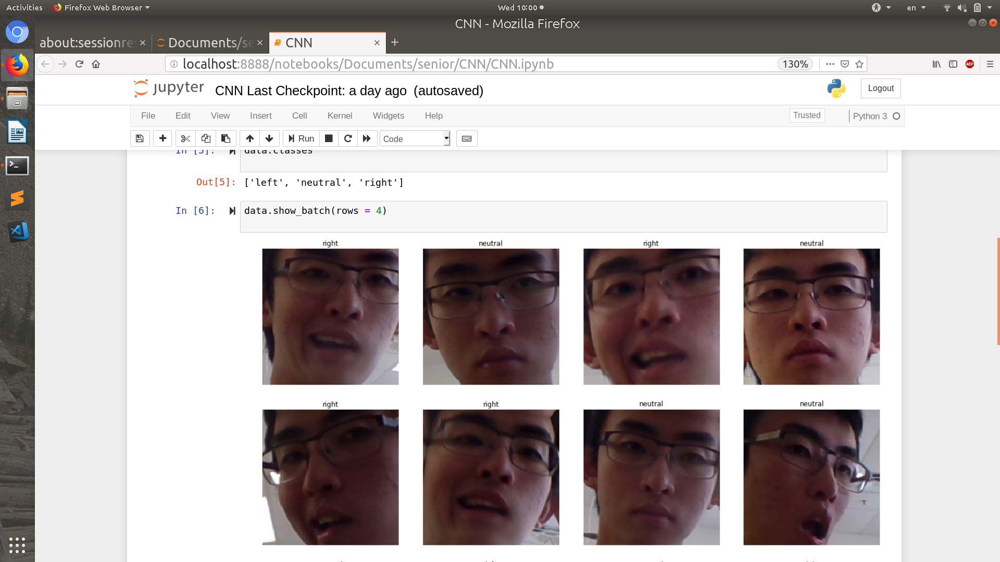 Activities Firefox Web Browser Wed 10:00 en
CNN - Mozilla Firefox
about:sessionres Documents/se CNN
localhost:8888/notebooks/Documents/senior/CNN/CNN.ipynb 130% ABP
jupyter CNN Last Checkpoint: a day ago (autosaved) Logout
File Edit View Insert Cell Kernel Widgets Help Trusted Python 3
Run Code
In [5]: data.classes
Out[5]: ['left', 'neutral', 'right']
In [6]: data.show_batch(rows = 4)
right neutral right neutral
right right neutral neutral